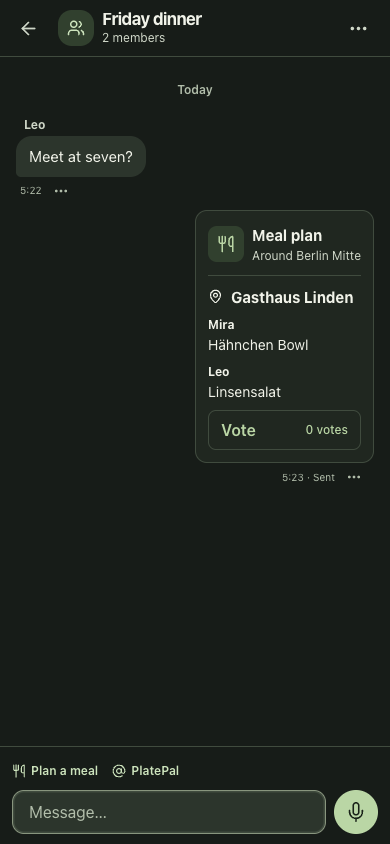 Friday dinner
2 members
Today
Leo
Meet at seven?
5:22
Meal plan
Around Berlin Mitte
Gasthaus Linden
Mira
Hähnchen Bowl
Leo
Linsensalat
Vote 0 votes
5:23 · Sent
Plan a meal PlatePal
Message...